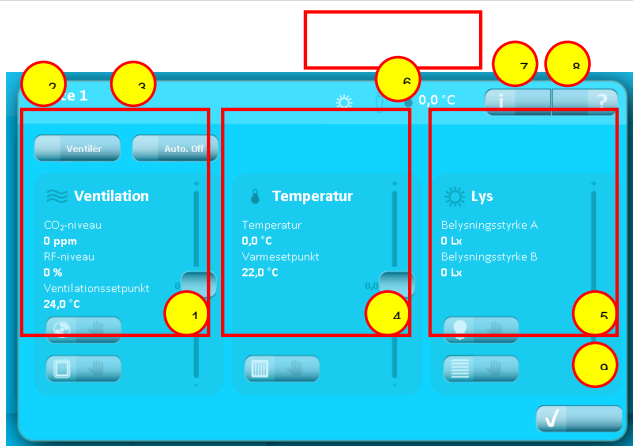 2 3 6 7 8
e 1 0,0 °C i ?
Ventilér Auto. Off
Ventilation Temperatur Lys
CO₂-niveau Temperatur Belysningsstyrke A
0 ppm 0,0 °C 0 Lx
RF-niveau Varmesetpunkt Belysningsstyrke B
0 % 22,0 °C 0 Lx
Ventilationssetpunkt 0 0,0
24,0 °C 1 4 5
9